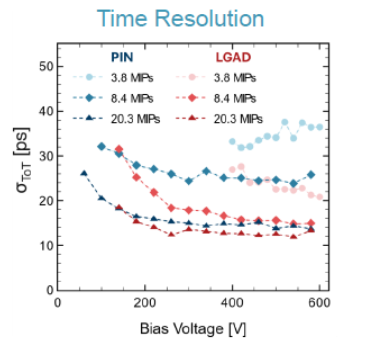 Time Resolution
PIN LGAD
3.8 MIPs 3.8 MIPs
8.4 MIPs 8.4 MIPs
20.3 MIPs 20.3 MIPs
50
40
30
20
10
0
σToT [ps]
0 200 400 600
Bias Voltage [V]